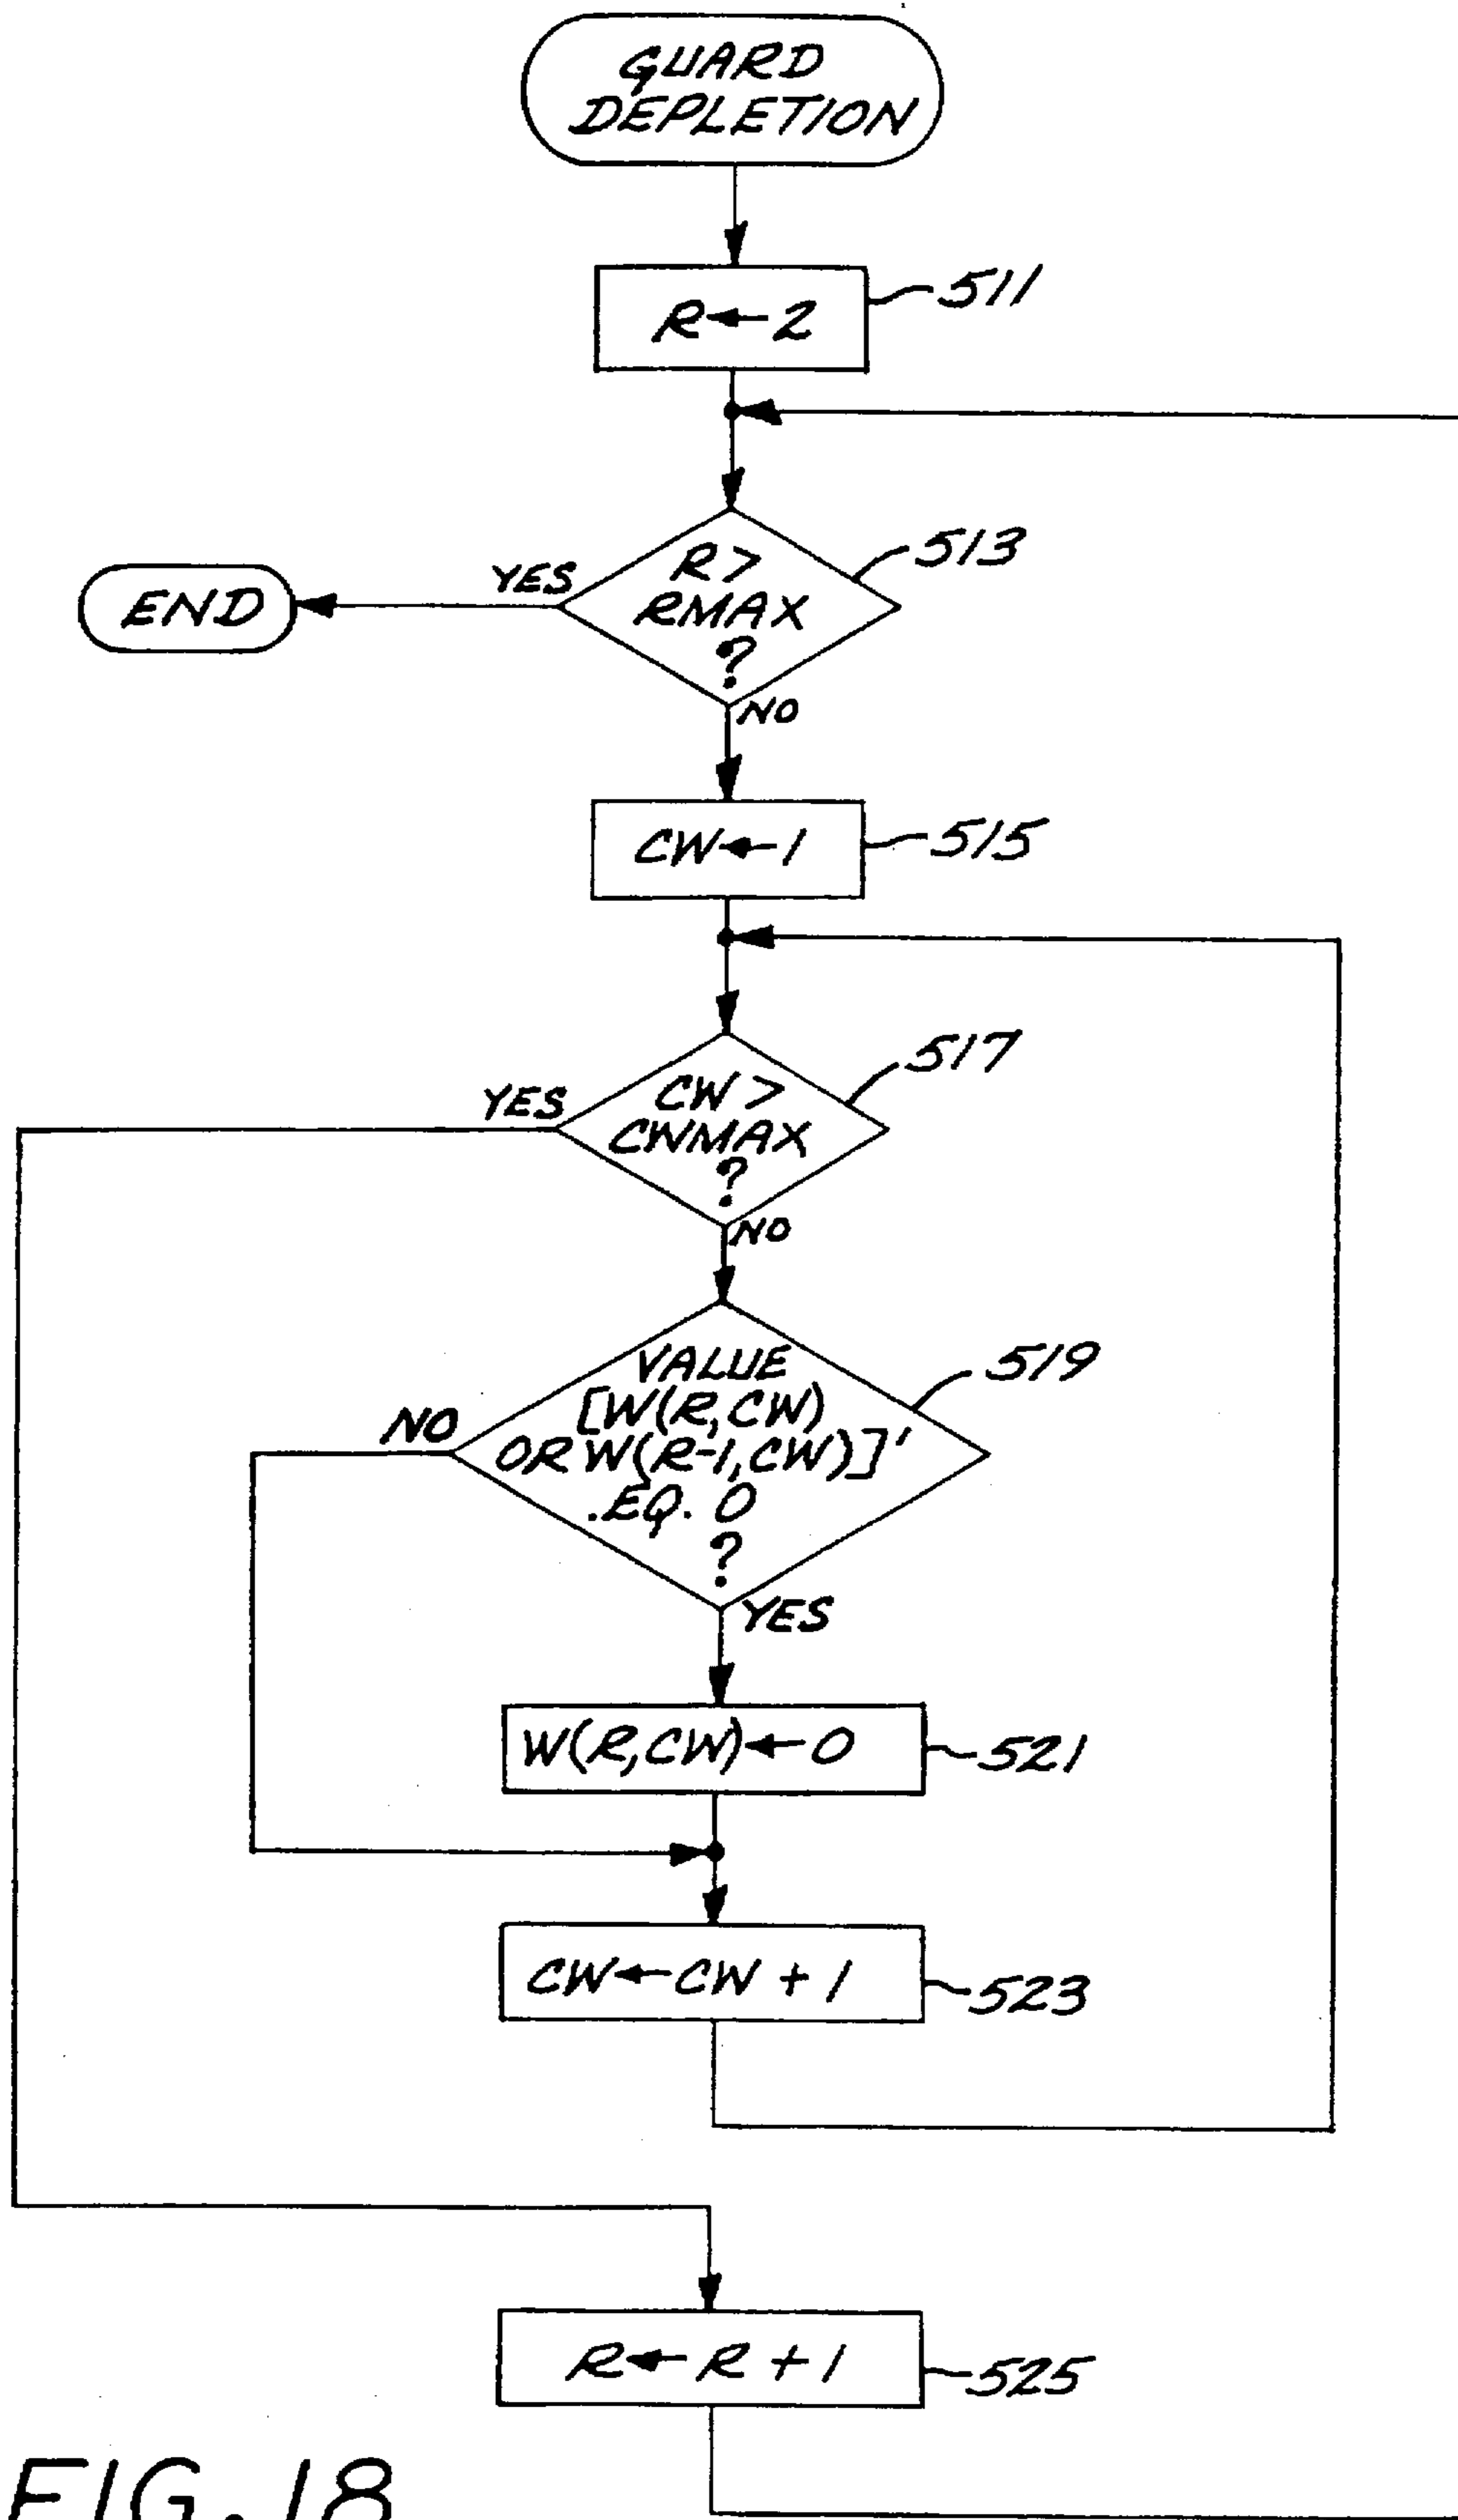 GUARD
DEPLETION
R←2
511
R>
RMAX
?
513
YES
END
NO
CW←1
515
CW>
CWMAX
?
517
YES
NO
VALUE
[W(R,CW)
OR W(R-1,CW)]'
.EQ. 0
?
519
NO
YES
W(R,CW)←0
521
CW←CW+1
523
R←R+1
525
FIG.18